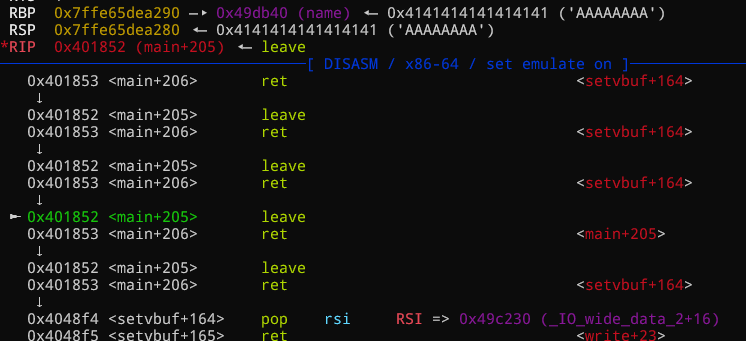 RBP 0x7ffe65dea290 —▸ 0x49db40 (name) ◂— 0x4141414141414141 ('AAAAAAAA')
RSP 0x7ffe65dea280 ◂— 0x4141414141414141 ('AAAAAAAA')
*RIP 0x401852 (main+205) ◂— leave
[ DISASM / x86-64 / set emulate on ]
0x401853 <main+206> ret <setvbuf+164>
↓
0x401852 <main+205> leave
0x401853 <main+206> ret <setvbuf+164>
↓
0x401852 <main+205> leave
0x401853 <main+206> ret <setvbuf+164>
↓
► 0x401852 <main+205> leave
0x401853 <main+206> ret <main+205>
↓
0x401852 <main+205> leave
0x401853 <main+206> ret <setvbuf+164>
↓
0x4048f4 <setvbuf+164> pop rsi RSI => 0x49c230 (_IO_wide_data_2+16)
0x4048f5 <setvbuf+165> ret <write+23>